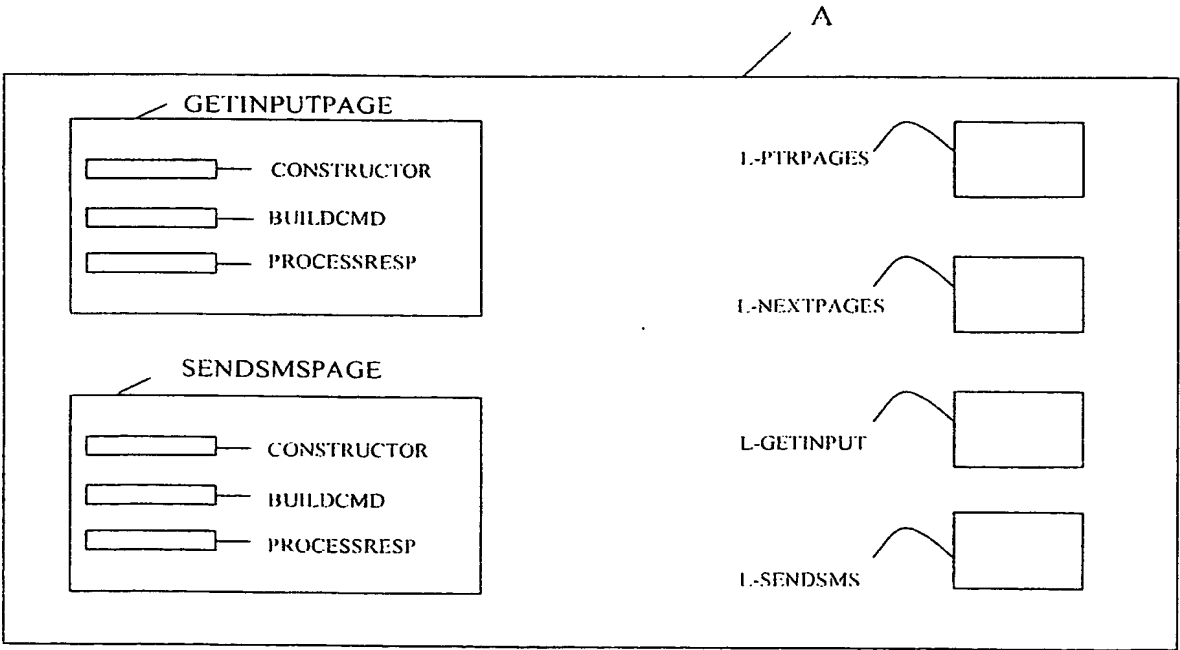 A
GETINPUTPAGE
CONSTRUCTOR
BUILDCMD
PROCESSRESP
SENDSMSPAGE
CONSTRUCTOR
BUILDCMD
PROCESSRESP
L-PTRPAGES
L-NEXTPAGES
L-GETINPUT
L-SENDSMS